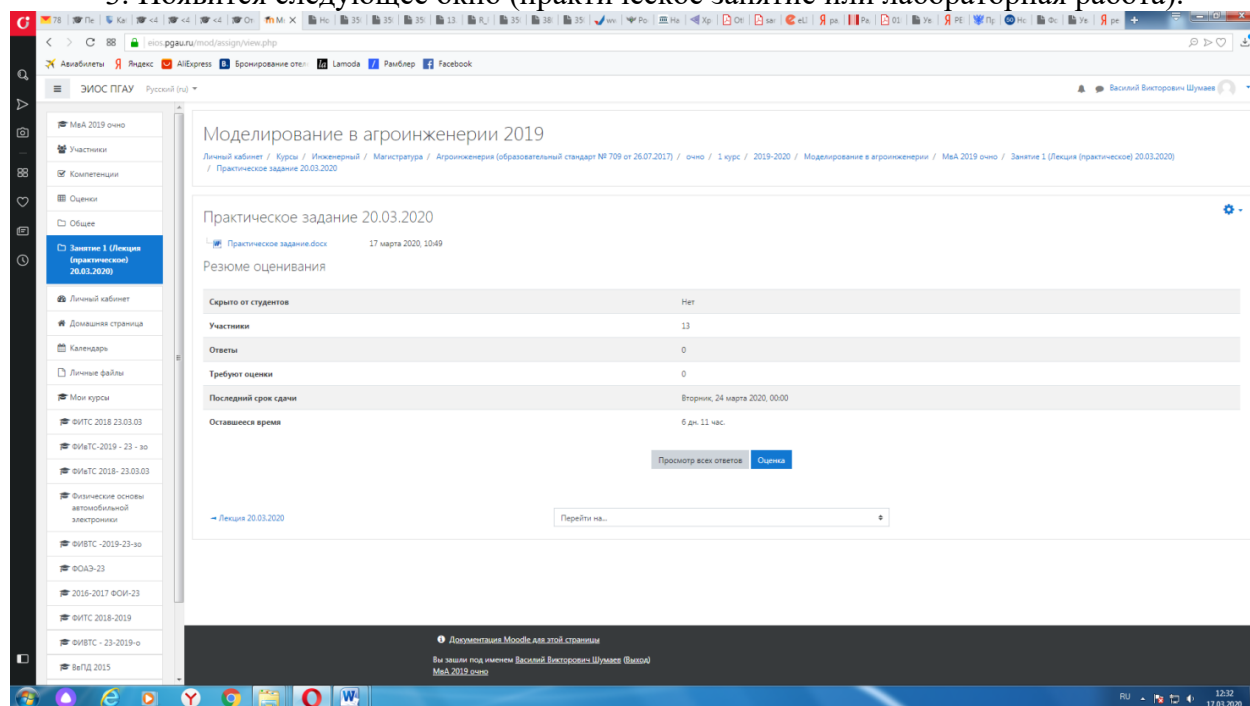 3. Появится следующее окно (практическое занятие или лабораторная работа).
eios.pgau.ru/mod/assign/view.php
Авиабилеты Яндекс AliExpress Бронирование отел Lamoda Рамблер Facebook
ЭИОС ПГАУ Русский (ru)
Василий Викторович Шумаев
МвА 2019 очно
Участники
Компетенции
Оценки
Общее
Занятие 1 (Лекция (практическое) 20.03.2020)
Личный кабинет
Домашняя страница
Календарь
Личные файлы
Мои курсы
ФИТС 2018 23.03.03
ФИвТС-2019 - 23 - зо
ФИвТС 2018- 23.03.03
Физические основы автомобильной электроники
ФИВТС -2019-23-зо
ФОАЭ-23
2016-2017 ФОИ-23
ФИТС 2018-2019
ФИВТС - 23-2019-о
ВвПД 2015
Моделирование в агроинженерии 2019
Личный кабинет / Курсы / Инженерный / Магистратура / Агроинженерия (образовательный стандарт № 709 от 26.07.2017) / очно / 1 курс / 2019-2020 / Моделирование в агроинженерии / МвА 2019 очно / Занятие 1 (Лекция (практическое) 20.03.2020)
/ Практическое задание 20.03.2020
Практическое задание 20.03.2020
Практическое задание.docx 17 марта 2020, 10:49
Резюме оценивания
Скрыто от студентов Нет
Участники 13
Ответы 0
Требуют оценки 0
Последний срок сдачи Вторник, 24 марта 2020, 00:00
Оставшееся время 6 дн. 11 час.
Просмотр всех ответов Оценка
Лекция 20.03.2020 Перейти на...
Документация Moodle для этой страницы
Вы зашли под именем Василий Викторович Шумаев (Выход)
МвА 2019 очно
RU 12:32
17.03.2020